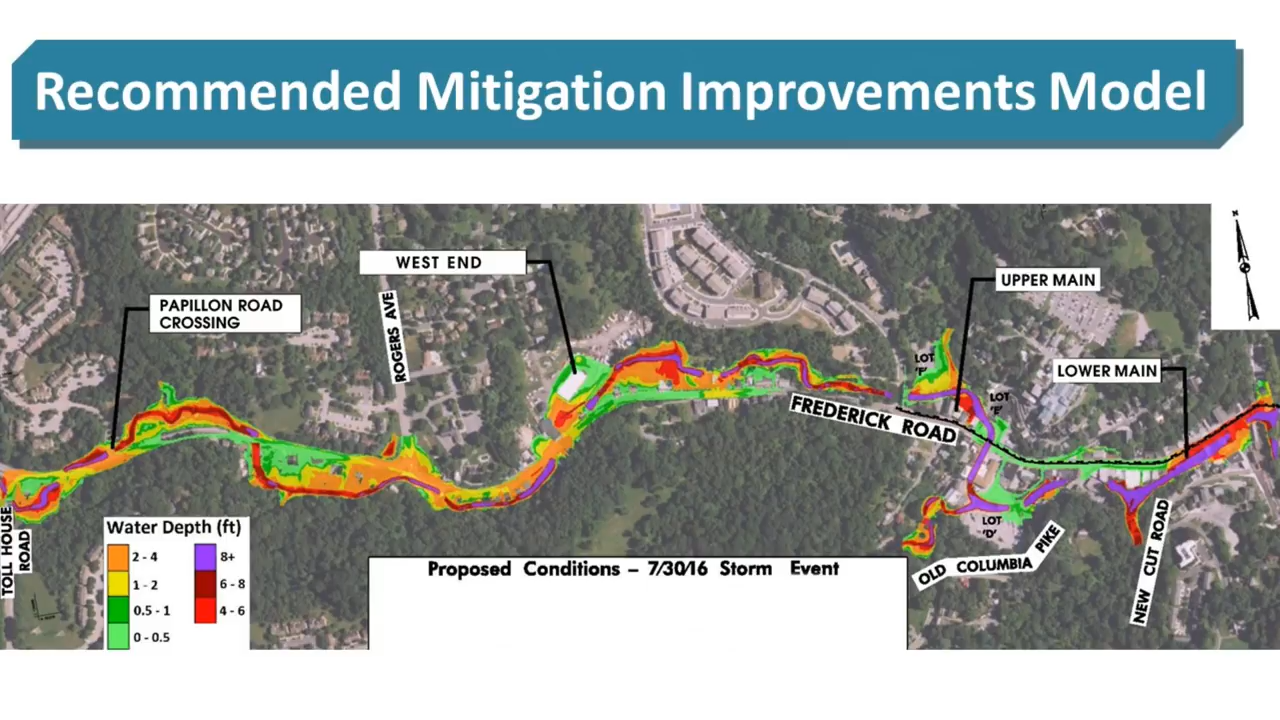 Recommended Mitigation Improvements Model
N
WEST END
UPPER MAIN
PAPILLON ROAD
CROSSING
ROGERS AVE
LOT
'F'
LOWER MAIN
LOT
'E'
FREDERICK ROAD
TOLL HOUSE
ROAD
LOT
'D'
OLD COLUMBIA PIKE
NEW CUT ROAD
Water Depth (ft)
2 - 4
8+
1 - 2
6 - 8
0.5 - 1
4 - 6
0 - 0.5
Proposed Conditions – 7/30/16 Storm Event